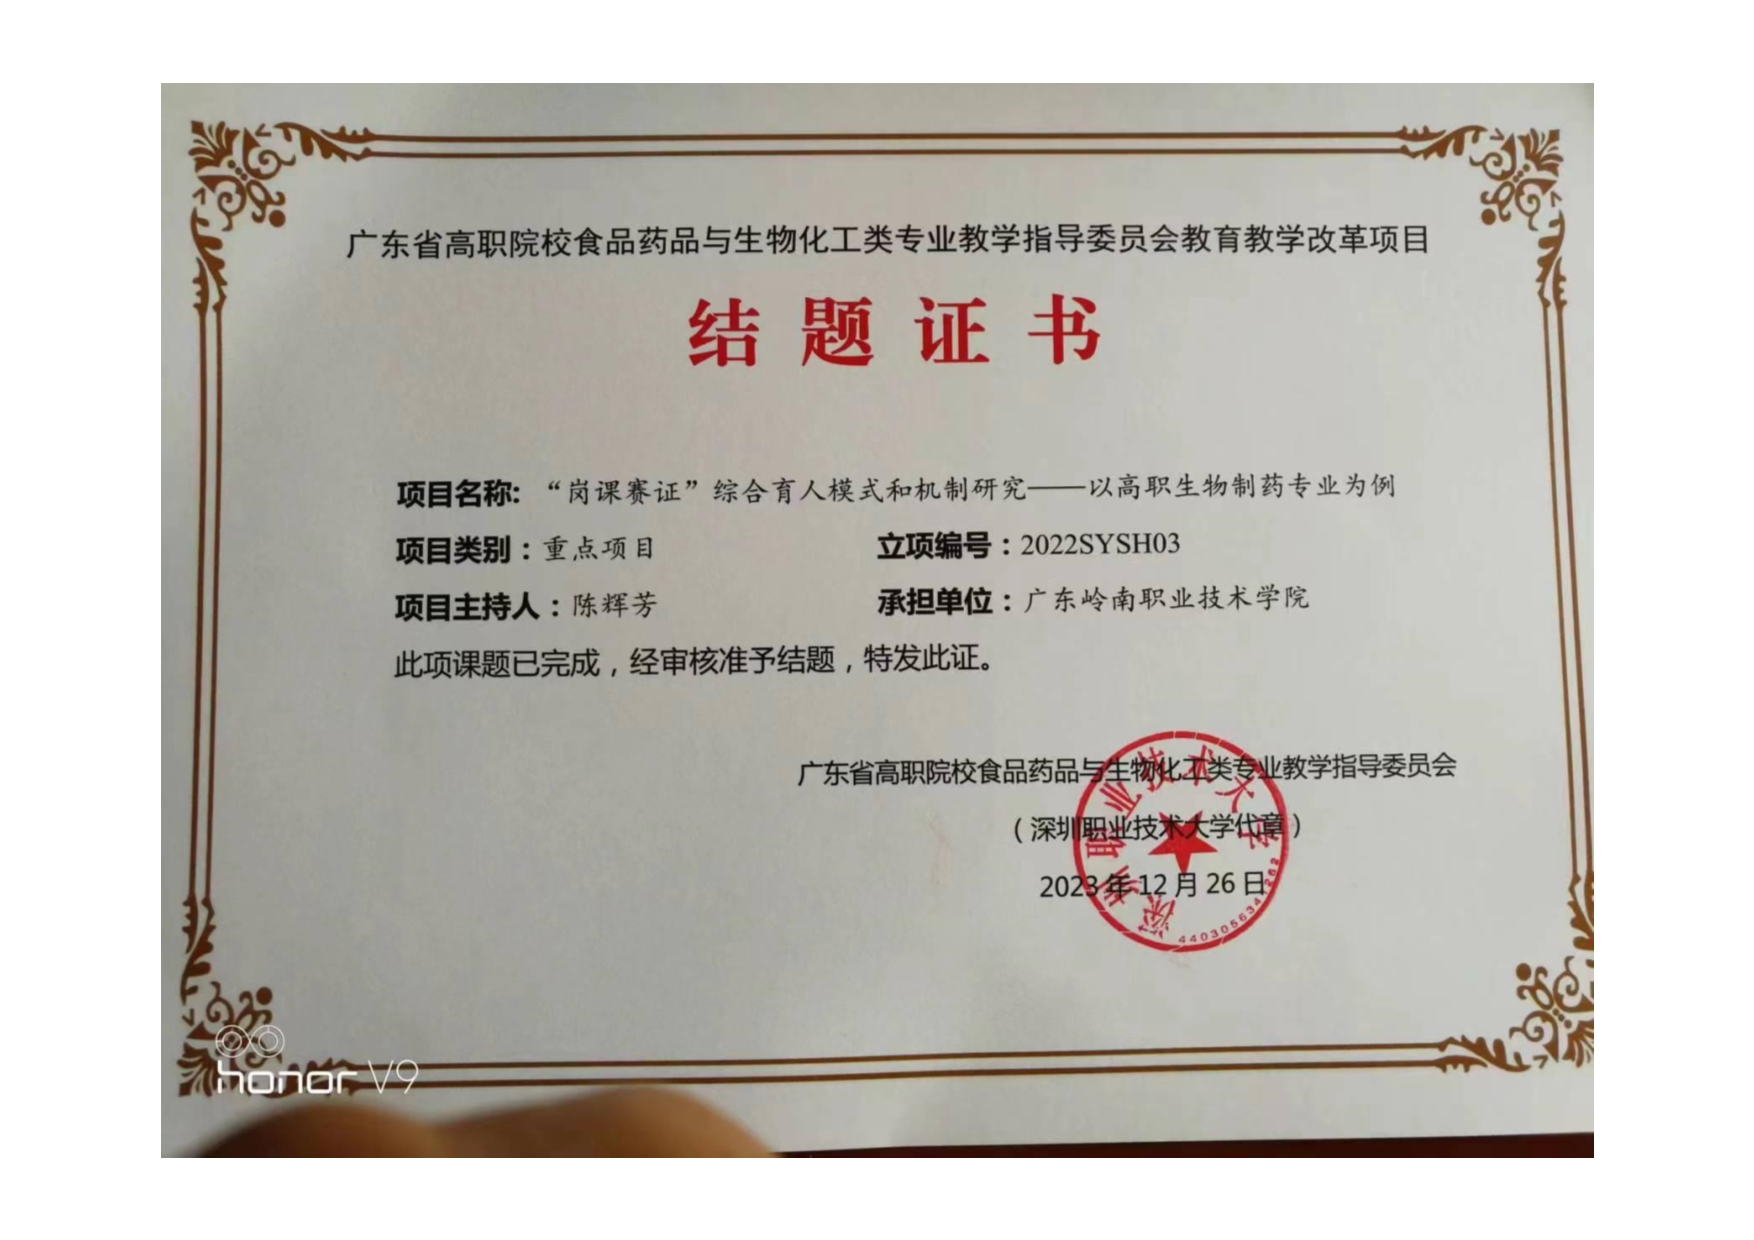 广东省高职院校食品药品与生物化工类专业教学指导委员会教育教学改革项目
结题证书
项目名称:“岗课赛证”综合育人模式和机制研究——以高职生物制药专业为例
项目类别：重点项目 立项编号：2022SYSH03
项目主持人：陈辉芳 承担单位：广东岭南职业技术学院
此项课题已完成，经审核准予结题，特发此证。
广东省高职院校食品药品与生物化工类专业教学指导委员会
（深圳职业技术大学代章）
2023年12月26日
深圳职业技术大学
honor V9